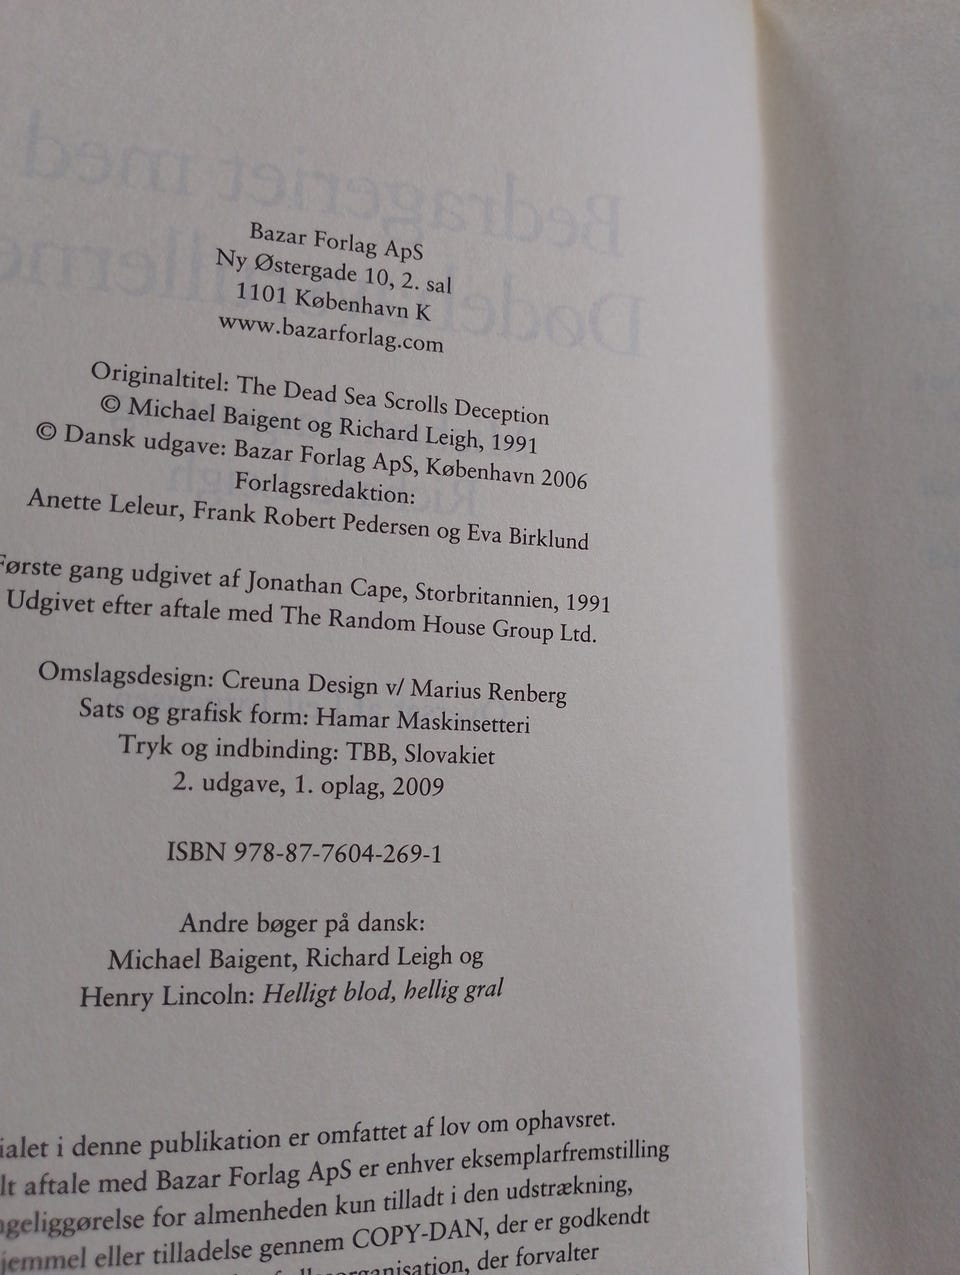 Bazar Forlag ApS
Ny Østergade 10, 2. sal
1101 København K
www.bazarforlag.com
Originaltitel: The Dead Sea Scrolls Deception
© Michael Baigent og Richard Leigh, 1991
© Dansk udgave: Bazar Forlag ApS, København 2006
Forlagsredaktion:
Anette Leleur, Frank Robert Pedersen og Eva Birklund
Første gang udgivet af Jonathan Cape, Storbritannien, 1991
Udgivet efter aftale med The Random House Group Ltd.
Omslagsdesign: Creuna Design v/ Marius Renberg
Sats og grafisk form: Hamar Maskinsetteri
Tryk og indbinding: TBB, Slovakiet
2. udgave, 1. oplag, 2009
ISBN 978-87-7604-269-1
Andre bøger på dansk:
Michael Baigent, Richard Leigh og
Henry Lincoln: Helligt blod, hellig gral
ialet i denne publikation er omfattet af lov om ophavsret.
lt aftale med Bazar Forlag ApS er enhver eksemplarfremstilling
ngeliggørelse for almenheden kun tilladt i den udstrækning,
jemmel eller tilladelse gennem COPY-DAN, der er godkendt
organisation, der forvalter